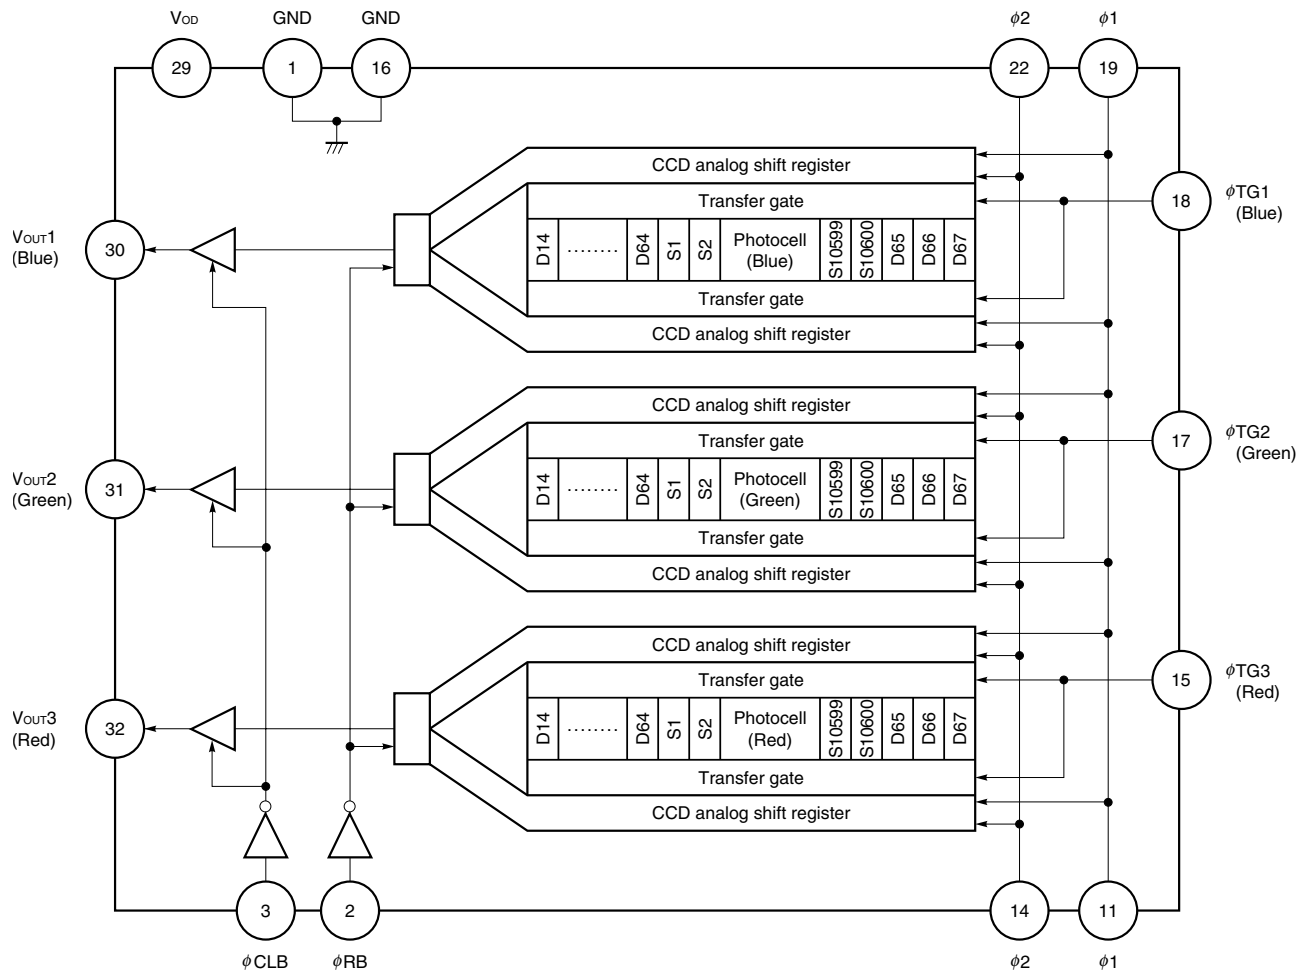 VOD
GND
GND
ϕ2
ϕ1
29
1
16
22
19
CCD analog shift register
Transfer gate
D14
........
D64
S1
S2
Photocell
(Blue)
S10599
S10600
D65
D66
D67
Transfer gate
CCD analog shift register
18
ϕTG1
(Blue)
VOUT1
(Blue)
30
CCD analog shift register
Transfer gate
D14
........
D64
S1
S2
Photocell
(Green)
S10599
S10600
D65
D66
D67
Transfer gate
CCD analog shift register
17
ϕTG2
(Green)
VOUT2
(Green)
31
CCD analog shift register
Transfer gate
D14
........
D64
S1
S2
Photocell
(Red)
S10599
S10600
D65
D66
D67
Transfer gate
CCD analog shift register
15
ϕTG3
(Red)
VOUT3
(Red)
32
3
2
14
11
ϕCLB
ϕRB
ϕ2
ϕ1